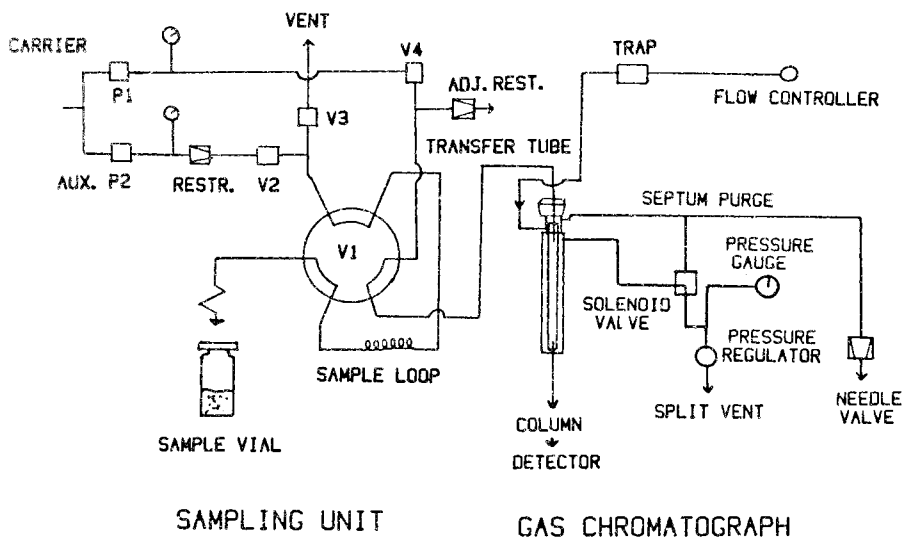 VENT
CARRIER
V4
TRAP
P1
ADJ. REST.
FLOW CONTROLLER
V3
TRANSFER TUBE
AUX. P2
RESTR.
V2
SEPTUM PURGE
V1
PRESSURE
GAUGE
SOLENOID
VALVE
PRESSURE
REGULATOR
SAMPLE LOOP
SPLIT VENT
NEEDLE
VALVE
COLUMN
SAMPLE VIAL
DETECTOR
SAMPLING UNIT
GAS CHROMATOGRAPH